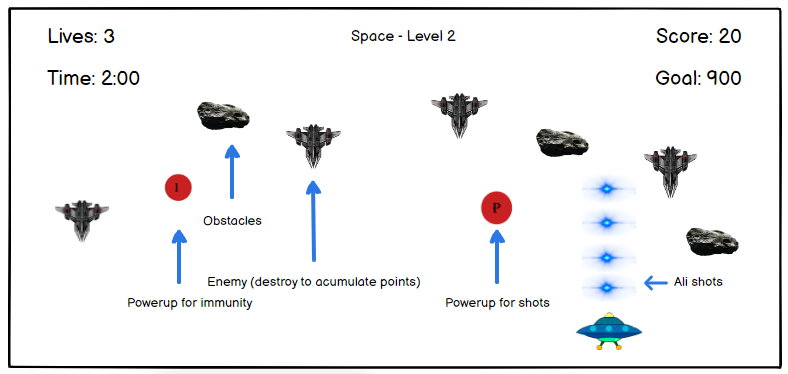 Lives: 3
Space - Level 2
Score: 20
Time: 2:00
Goal: 900
I
P
Obstacles
Enemy (destroy to acumulate points)
Ali shots
Powerup for immunity
Powerup for shots